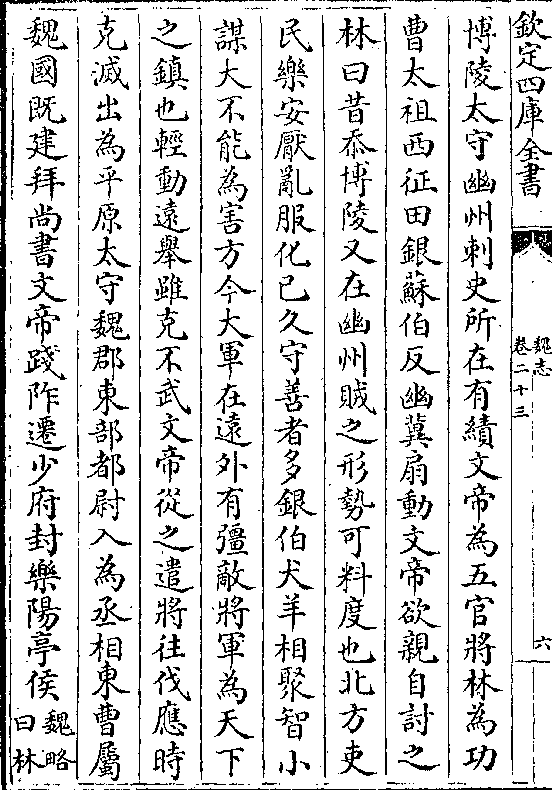 欽定四庫全書
魏志
卷二十三
六
博陵太守幽州刺史所在有績文帝為五官將林為功
曹太祖西征田銀蘇伯反幽冀扇動文帝欲親自討之
林曰昔忝博陵又在幽州賊之形勢可料度也北方吏
民樂安厭亂服化已久守善者多銀伯犬羊相聚智小
謀大不能為害方今大軍在遠外有彊敵將軍為天下
之鎮也輕動遠舉雖克不武文帝從之遣將往伐應時
克滅出為平原太守魏郡東部都尉入為丞相東曹屬
魏國既建拜尚書文帝踐阼遷少府封樂陽亭侯
魏略
曰林